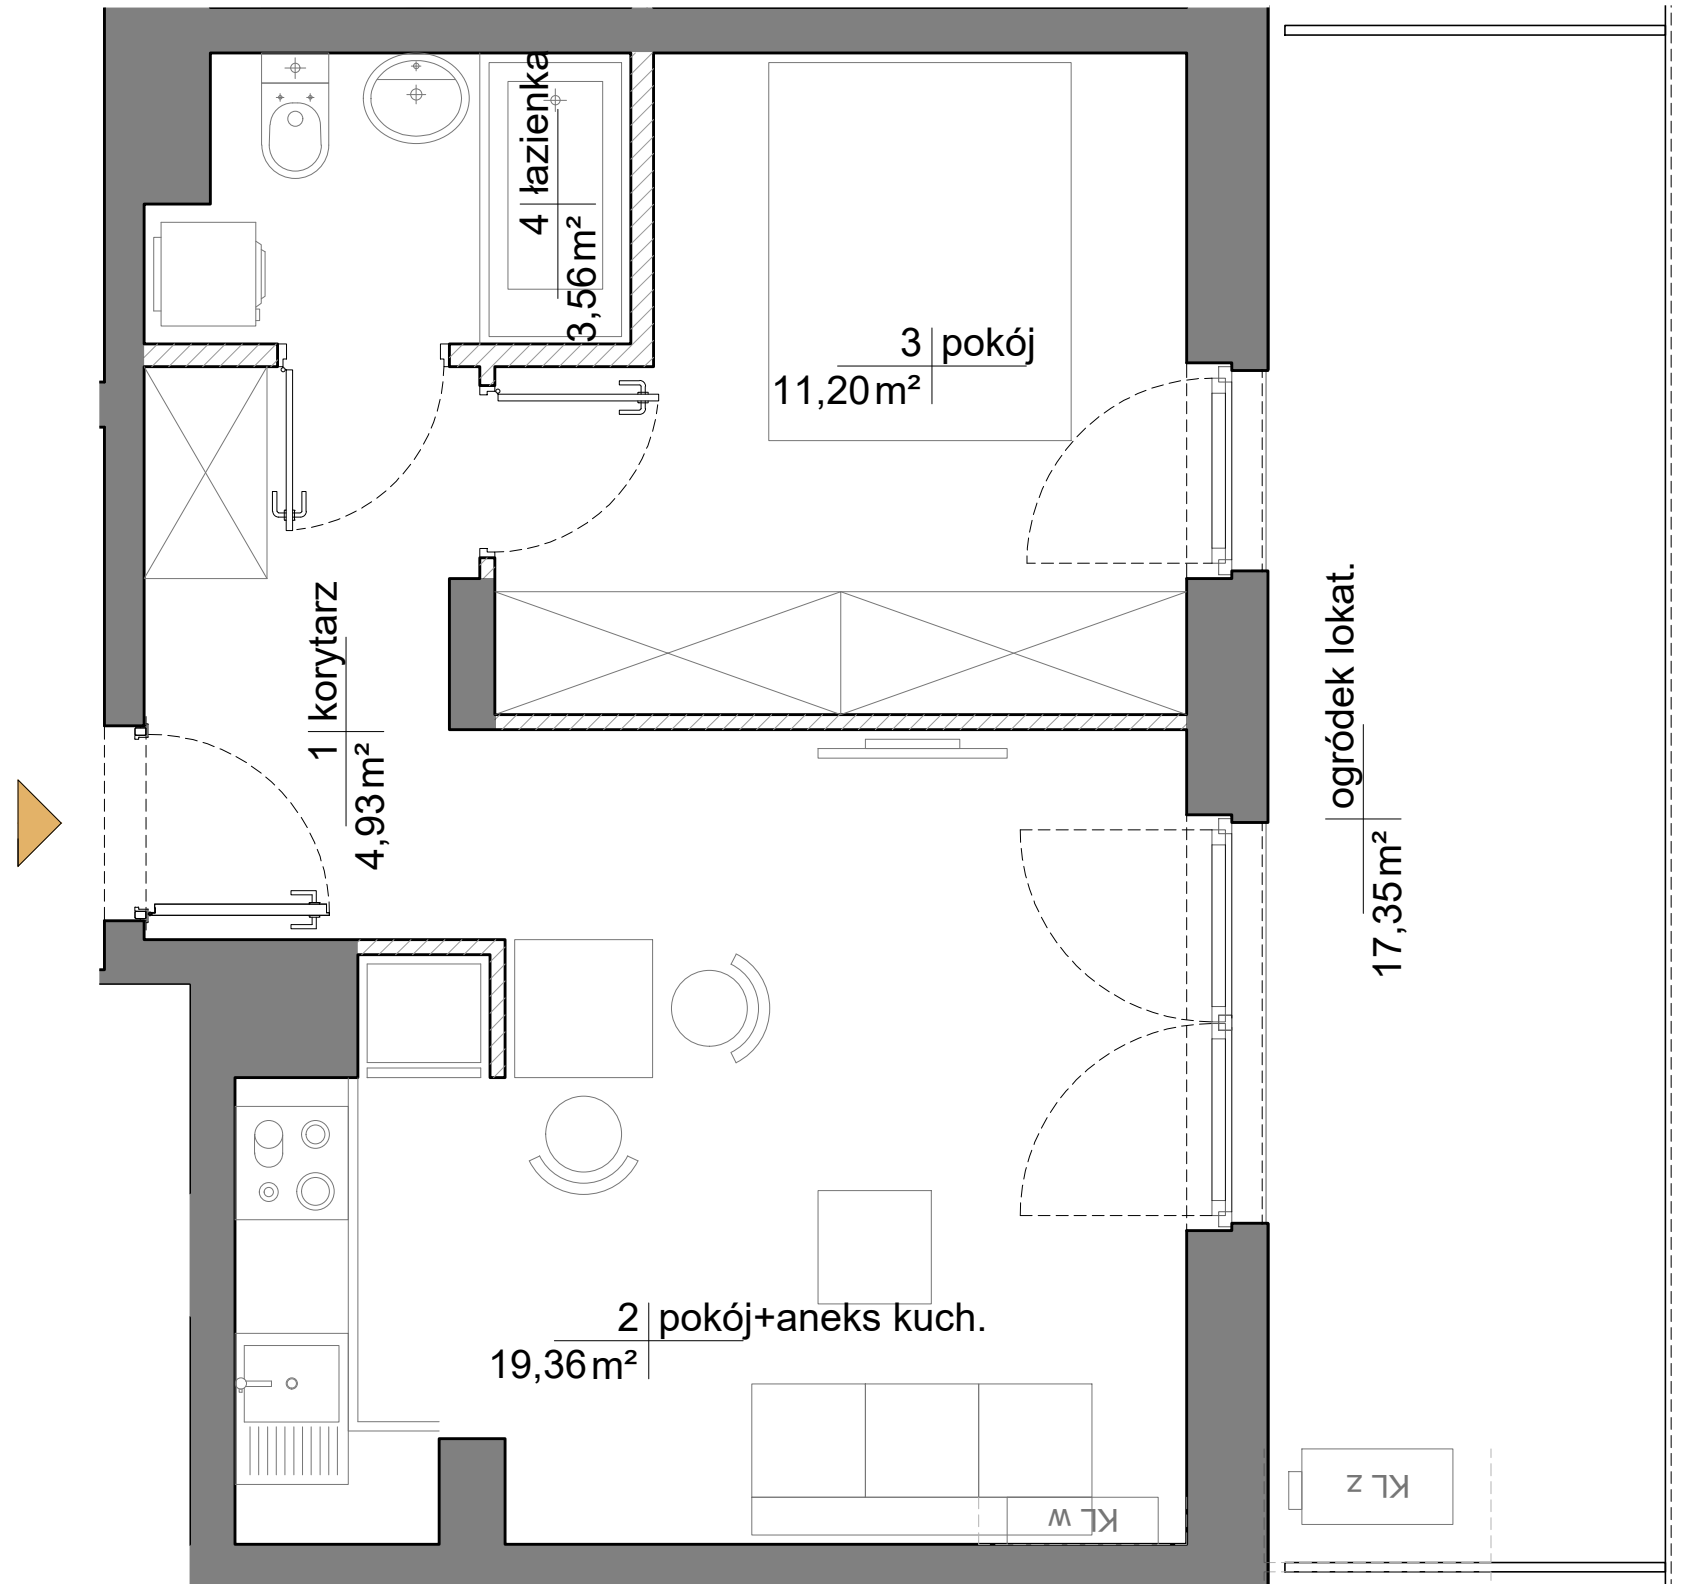 4 łazienka
3,56 m²
3 pokój
11,20 m²
1 korytarz
4,93 m²
ogródek lokat.
17,35 m²
2 pokój+aneks kuch.
19,36 m²
KL w
KL z